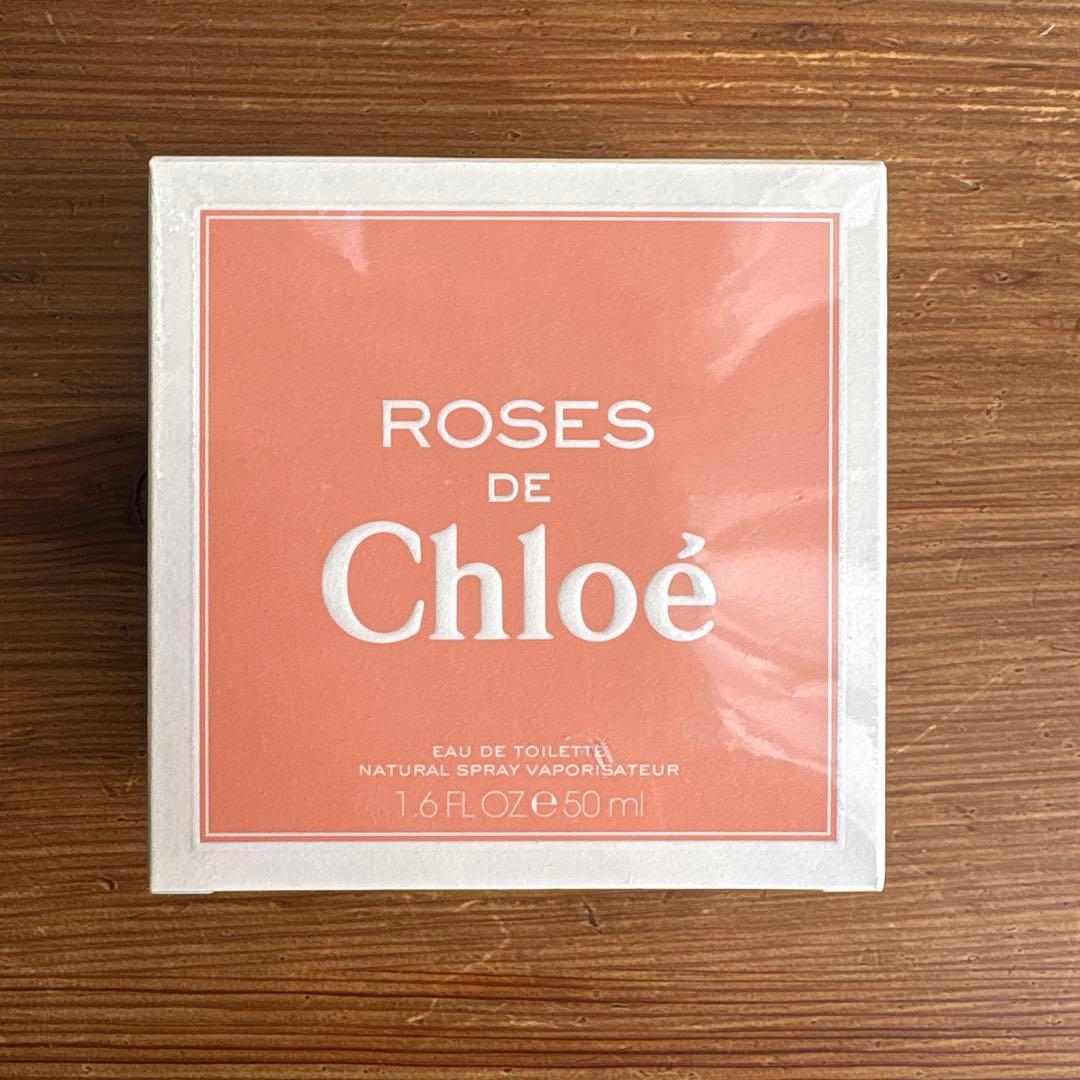 ROSES
DE
Chloé
EAU DE TOILETTE
NATURAL SPRAY VAPORISATEUR
1.6 FL OZ e 50 ml